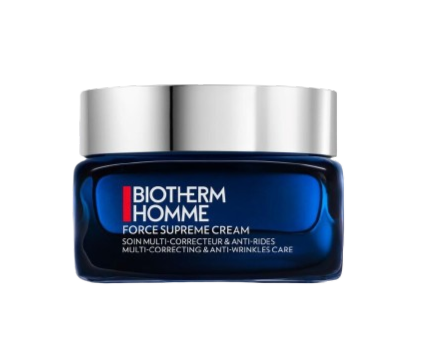 BIOTHERM
HOMME
FORCE SUPREME CREAM
SOIN MULTI-CORRECTEUR & ANTI-RIDES
MULTI-CORRECTING & ANTI-WRINKLES CARE